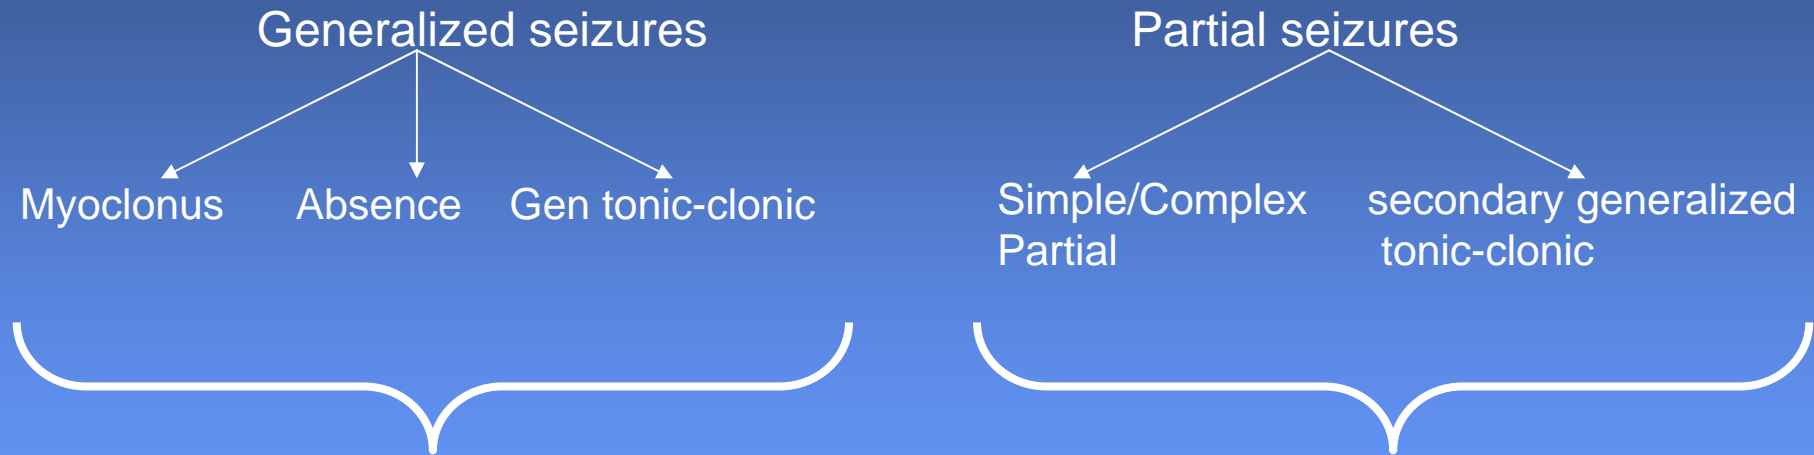 Generalized seizures
Partial seizures
Myoclonus
Absence
Gen tonic-clonic
Simple/Complex
Partial
secondary generalized
tonic-clonic